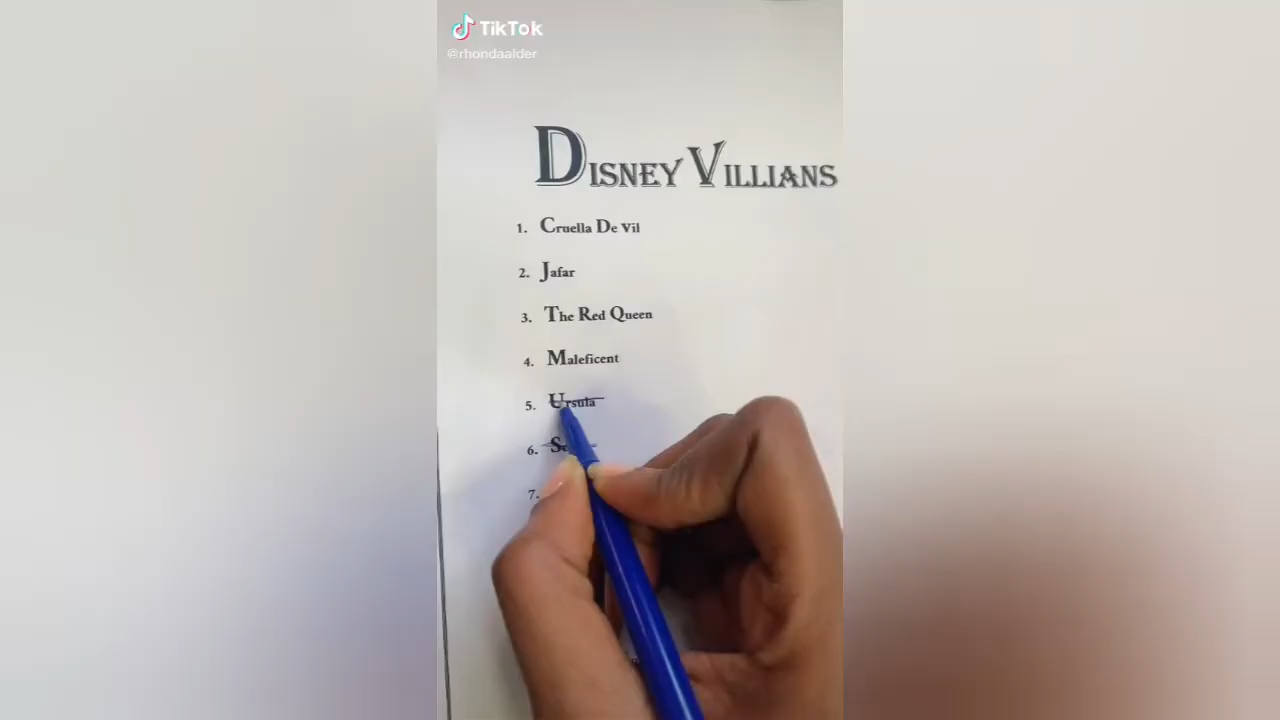 TikTok
@rhondaalder
DISNEY VILLIANS
1. Cruella De Vil
2. Jafar
3. The Red Queen
4. Maleficent
5. Ursula
6.
7.